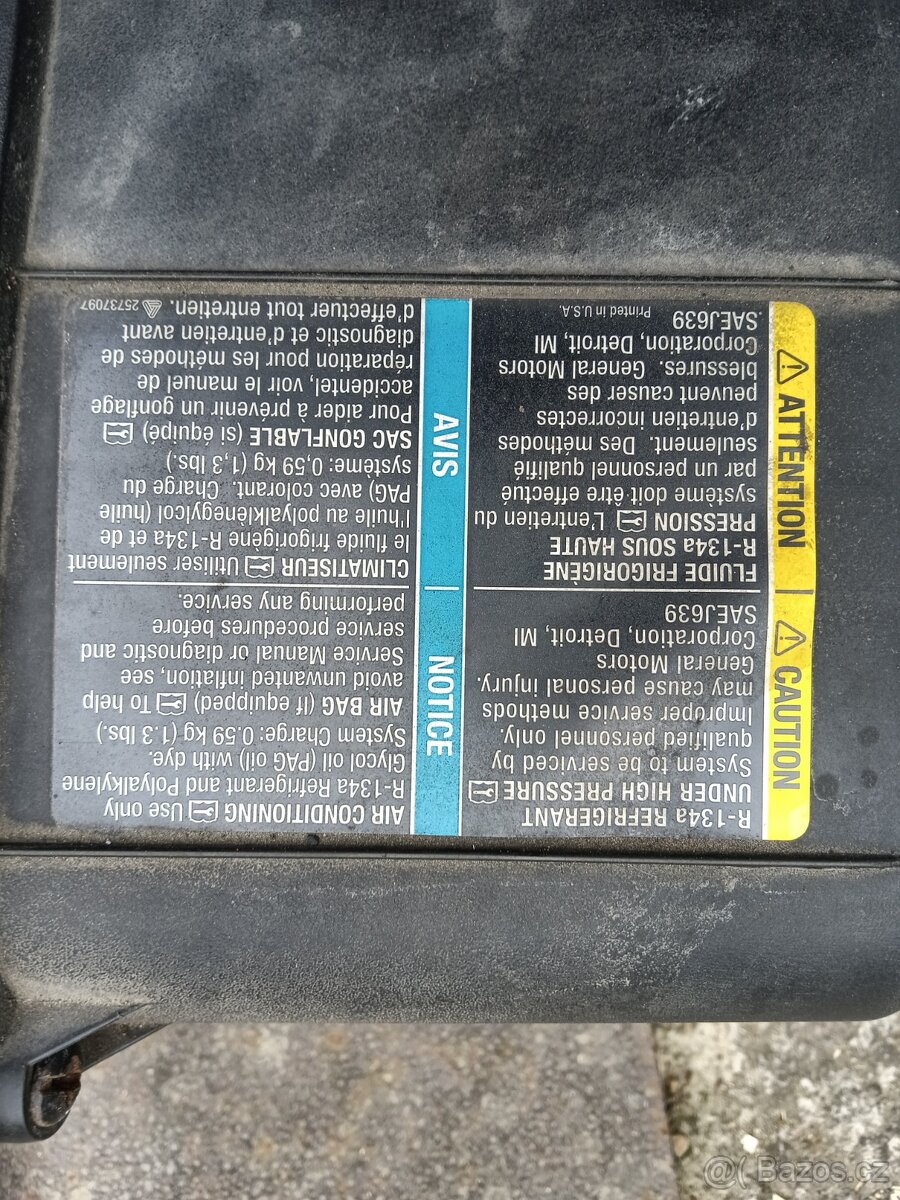 CAUTION
R-134a REFRIGERANT
UNDER HIGH PRESSURE
System to be serviced by
qualified personnel only.
Improper service methods
may cause personal injury.
General Motors
Corporation, Detroit, MI
SAEJ639
ATTENTION
FLUIDE FRIGORIGÈNE
R-134a SOUS HAUTE
PRESSION L'entretien du
système doit être effectué
par un personnel qualifié
seulement. Des méthodes
d'entretien incorrectes
peuvent causer des
blessures. General Motors
Corporation, Detroit, MI
SAEJ639.
Printed in U.S.A.
NOTICE
AIR CONDITIONING Use only
R-134a Refrigerant and Polyalkylene
Glycol oil (PAG oil) with dye.
System Charge: 0.59 kg (1.3 lbs.)
AIR BAG (If equipped) To help
avoid unwanted inflation, see
Service Manual or diagnostic and
service procedures before
performing any service.
AVIS
CLIMATISEUR Utiliser seulement
le fluide frigorigène R-134a et de
l'huile au polyalkïènéglycol (huile
PAG) avec colorant. Charge du
système: 0,59 kg (1,3 lbs.)
SAC GONFLABLE (si équipé)
Pour aider à prévenir un gonflage
accidentel, voir le manuel de
réparation pour les méthodes de
diagnostic et d'entretien avant
d'effectuer tout entretien.
25737097
@ Bazos.cz